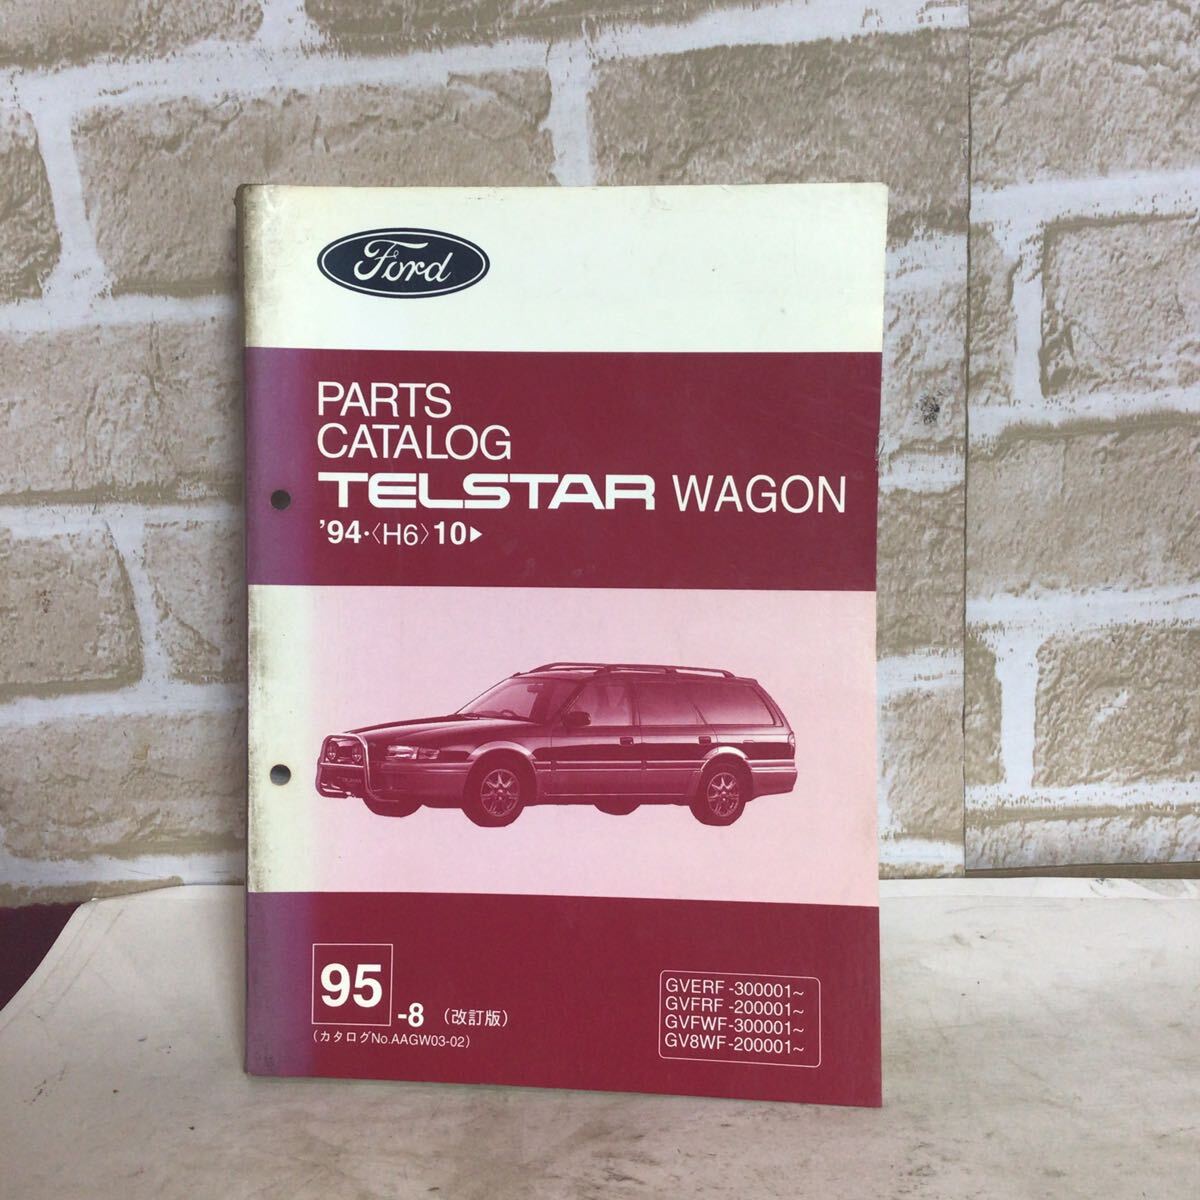 Ford
PARTS
CATALOG
TELSTAR WAGON
'94・〈H6〉10▶
TELSTAR
95-8 (改訂版)
(カタログNo.AAGW03-02)
GVERF-300001~
GVFRF-200001~
GVFWF-300001~
GV8WF-200001~